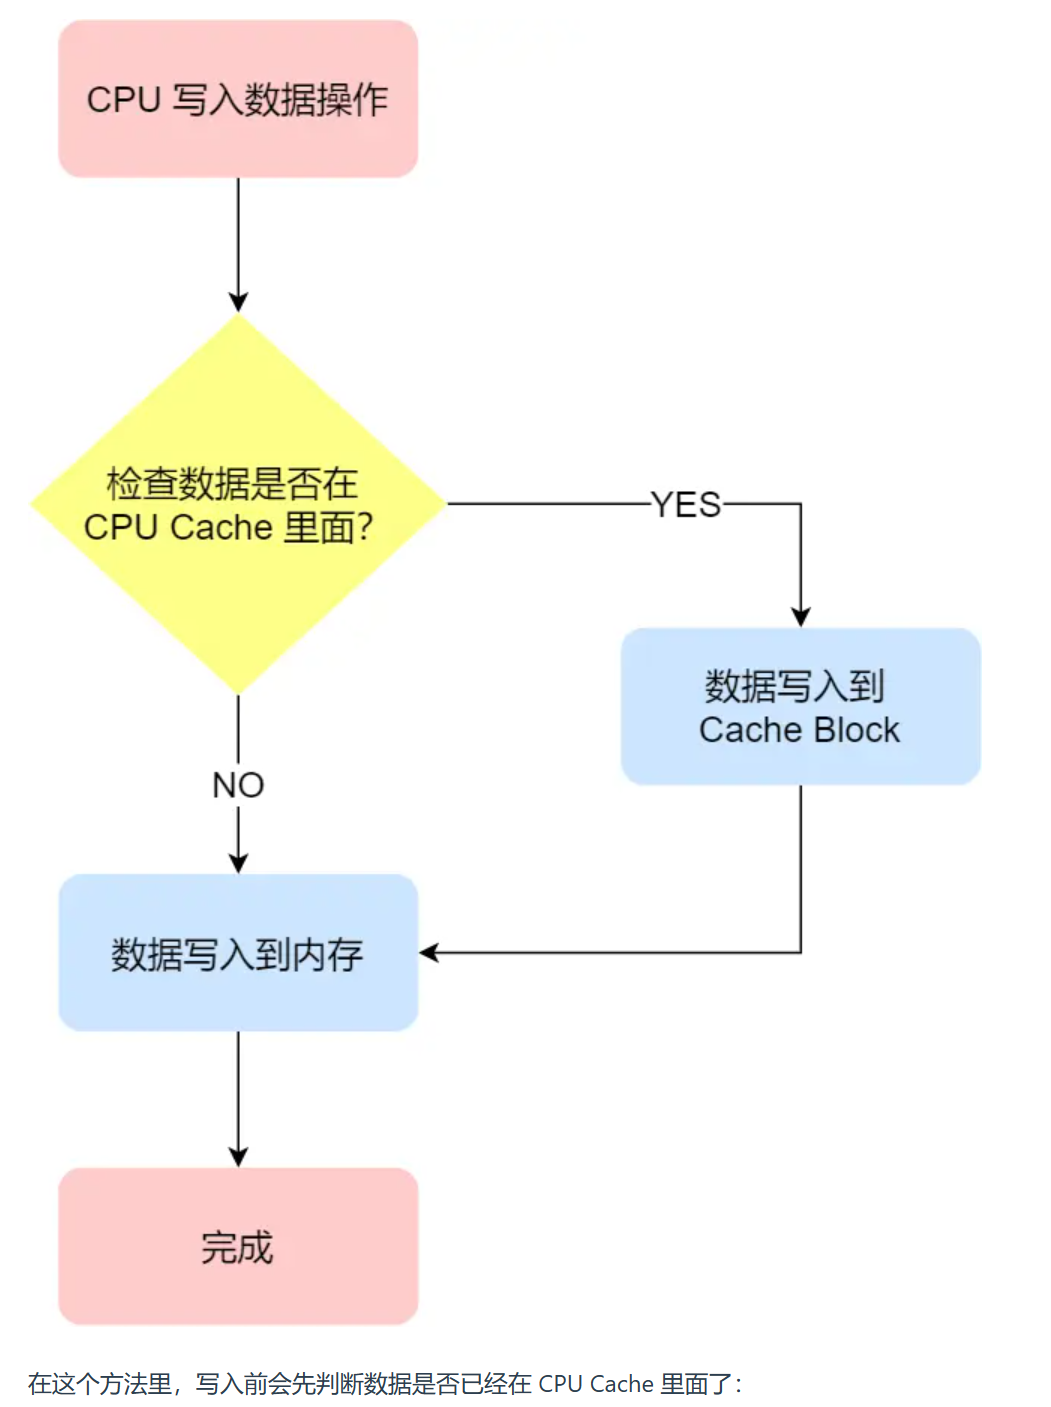 CPU 写入数据操作
检查数据是否在
CPU Cache 里面?
YES
数据写入到
Cache Block
NO
数据写入到内存
完成
在这个方法里，写入前会先判断数据是否已经在 CPU Cache 里面了：